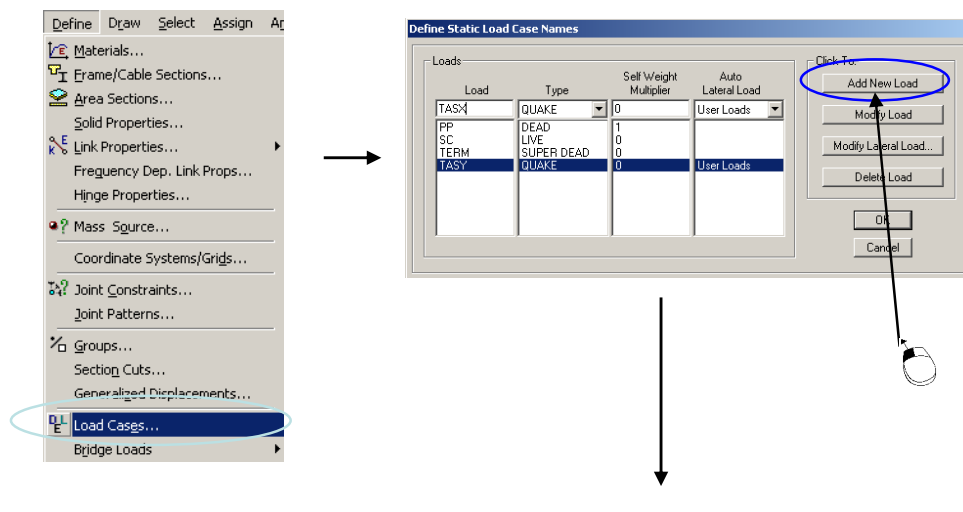 Define Draw Select Assign
Materials...
Frame/Cable Sections...
Area Sections...
Solid Properties...
Link Properties...
Frequency Dep. Link Props...
Hinge Properties...
Mass Source...
Coordinate Systems/Grids...
Joint Constraints...
Joint Patterns...
Groups...
Section Cuts...
Generalized Displacements...
Load Cases...
Bridge Loads
Define Static Load Case Names
Loads
Load Type Self Weight Multiplier Auto Lateral Load
TASX QUAKE 0 User Loads
PP DEAD 1
SC LIVE 0
TERM SUPER DEAD 0
TASY QUAKE 0 User Loads
Click To:
Add New Load
Modify Load
Modify Lateral Load...
Delete Load
OK
Cancel